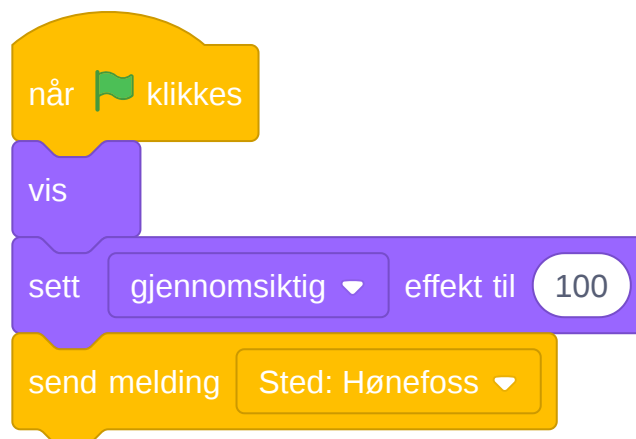 når klikkes
vis
sett gjennomsiktig effekt til 100
send melding Sted: Hønefoss